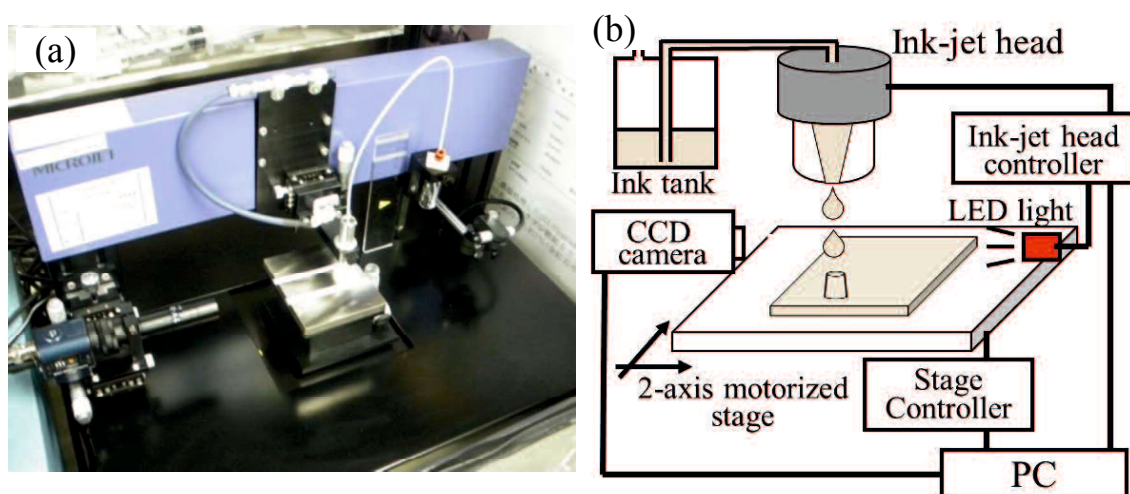 (a)
MICROJET
(b)
Ink-jet head
Ink-jet head
controller
Ink tank
LED light
CCD
camera
2-axis motorized
stage
Stage
Controller
PC